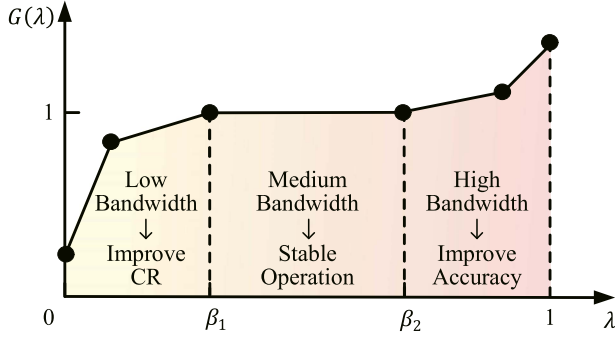 G(λ)
1
Low
Bandwidth
↓
Improve
CR
Medium
Bandwidth
↓
Stable
Operation
High
Bandwidth
↓
Improve
Accuracy
0
β₁
β₂
1
λ